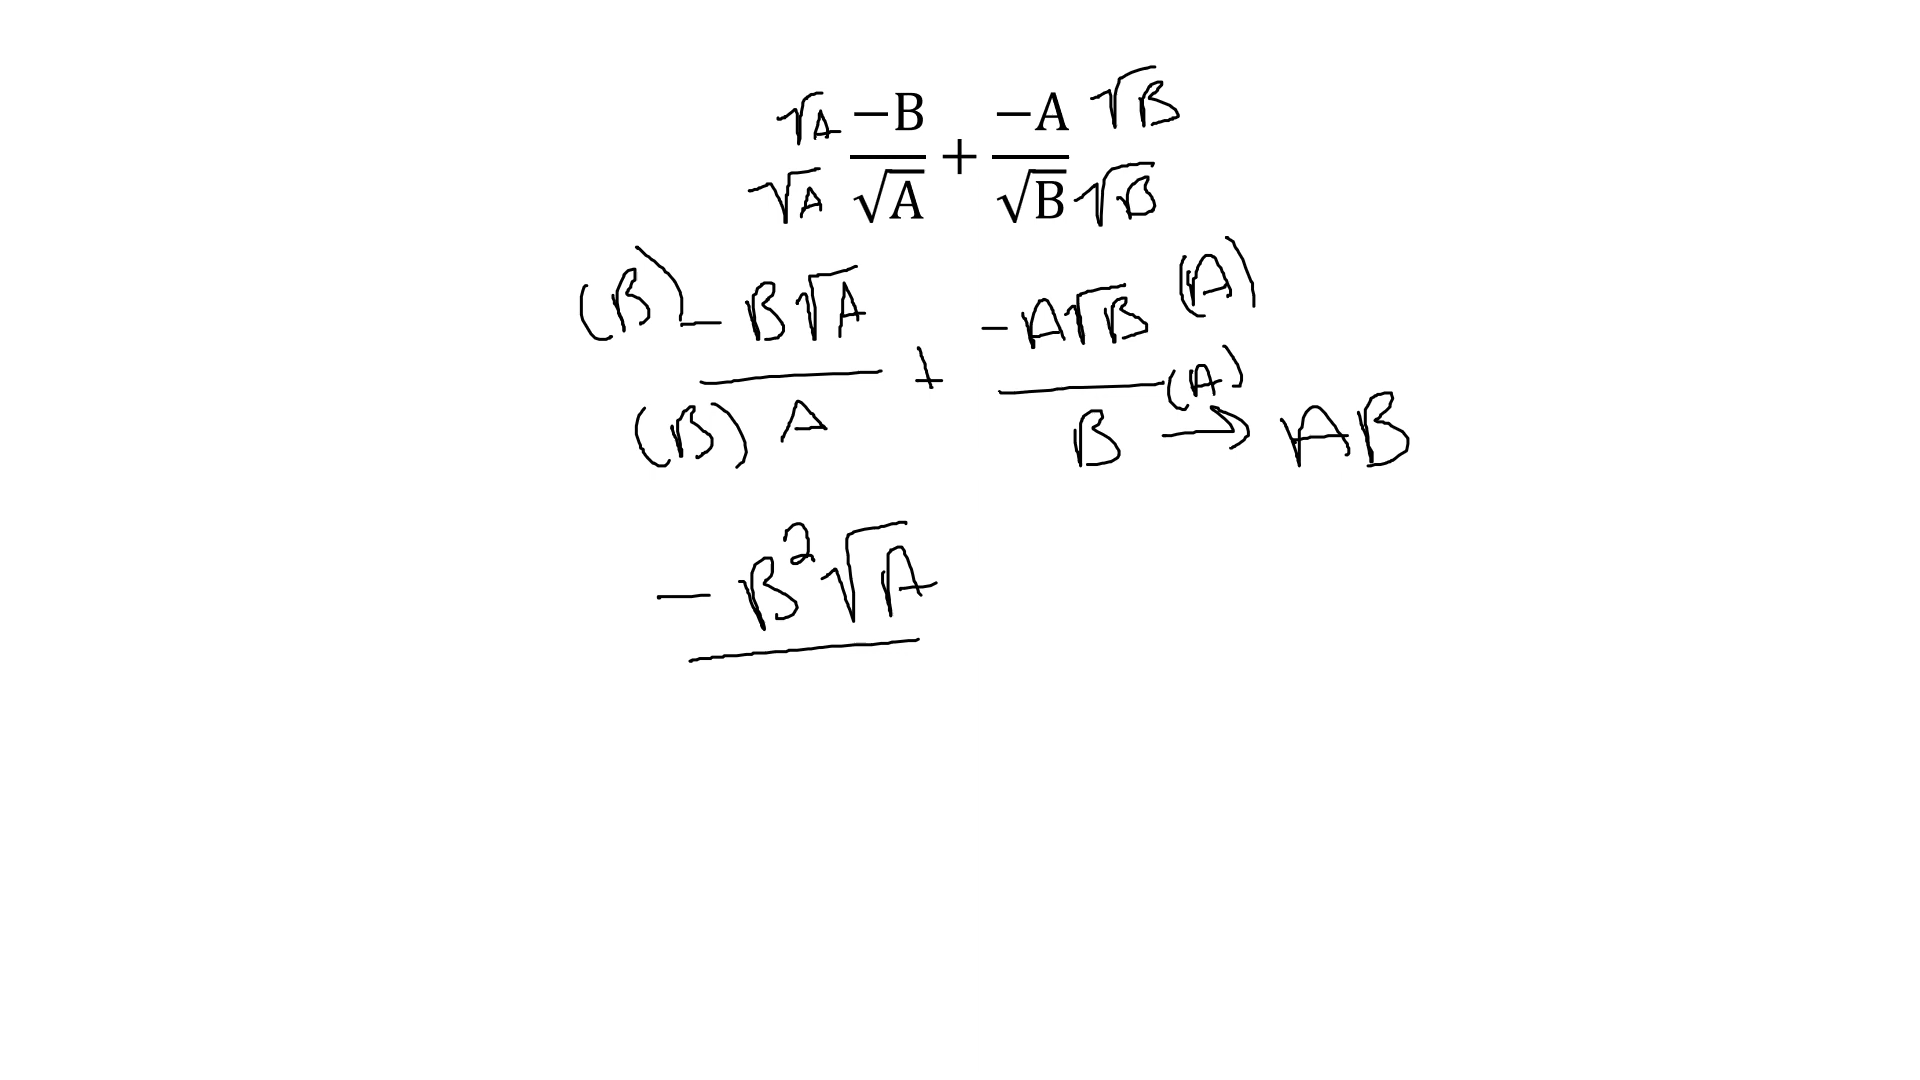 √A −B + −A √B
√A √A √B √B
(B) − B√A + −A√B (A)
(B) A B (A) → AB
− B²√A